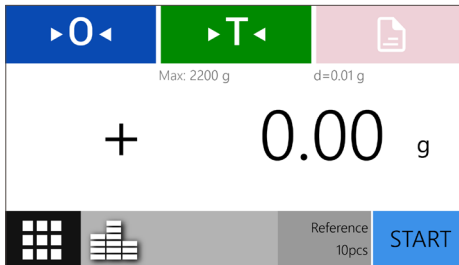 ▸0◂ ▸T◂
Max: 2200 g d=0.01 g
+ 0.00 g
Reference
10pcs
START